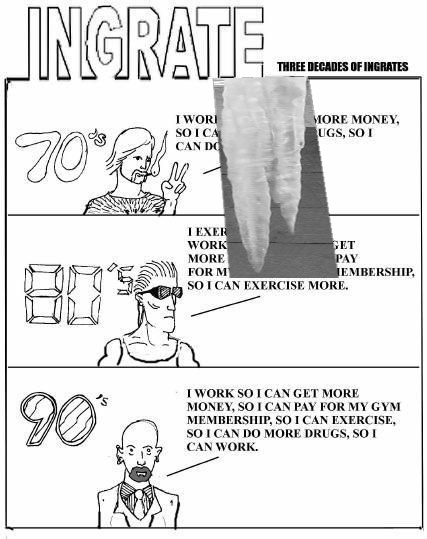 INGRATE
THREE DECADES OF INGRATES
70's
I WORK MORE MONEY,
SO I CAN DRUGS, SO I
CAN DO
80's
I EXER
WORK GET
MORE PAY
FOR MY MEMBERSHIP,
SO I CAN EXERCISE MORE.
90's
I WORK SO I CAN GET MORE
MONEY, SO I CAN PAY FOR MY GYM
MEMBERSHIP, SO I CAN EXERCISE,
SO I CAN DO MORE DRUGS, SO I
CAN WORK.